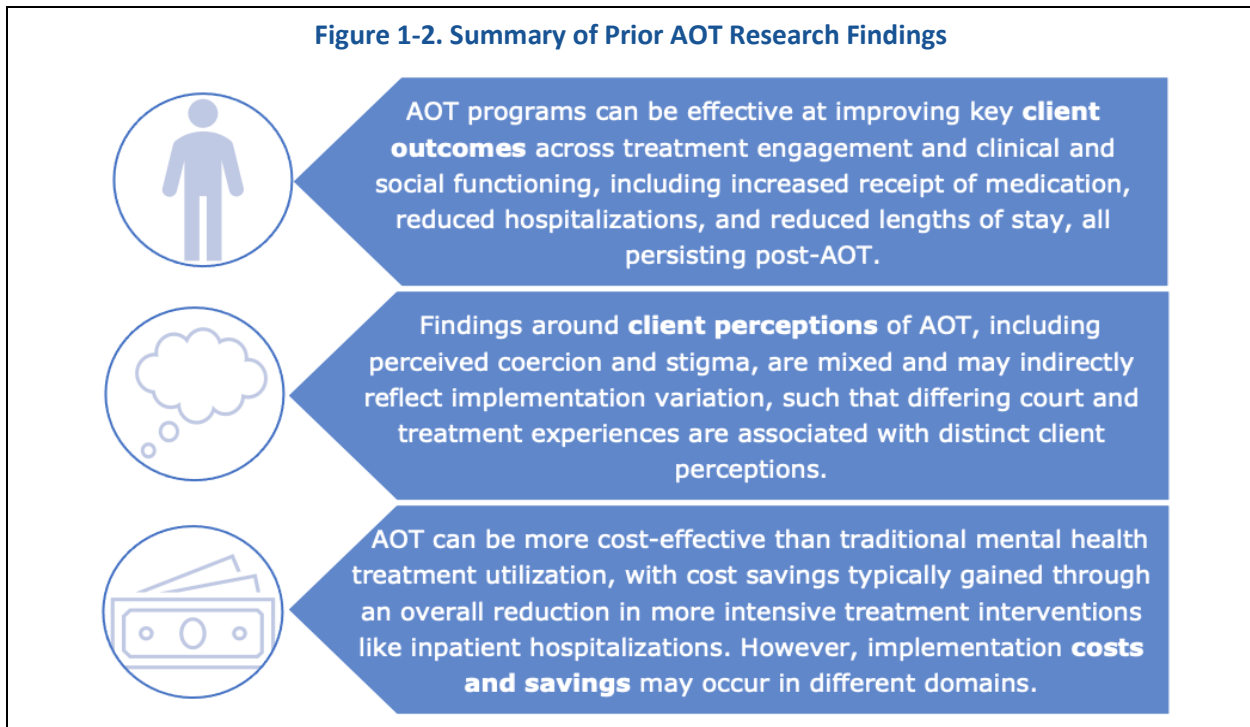 Figure 1-2. Summary of Prior AOT Research Findings
AOT programs can be effective at improving key client
outcomes across treatment engagement and clinical and
social functioning, including increased receipt of medication,
reduced hospitalizations, and reduced lengths of stay, all
persisting post-AOT.
Findings around client perceptions of AOT, including
perceived coercion and stigma, are mixed and may indirectly
reflect implementation variation, such that differing court and
treatment experiences are associated with distinct client
perceptions.
AOT can be more cost-effective than traditional mental health
treatment utilization, with cost savings typically gained through
an overall reduction in more intensive treatment interventions
like inpatient hospitalizations. However, implementation costs
and savings may occur in different domains.